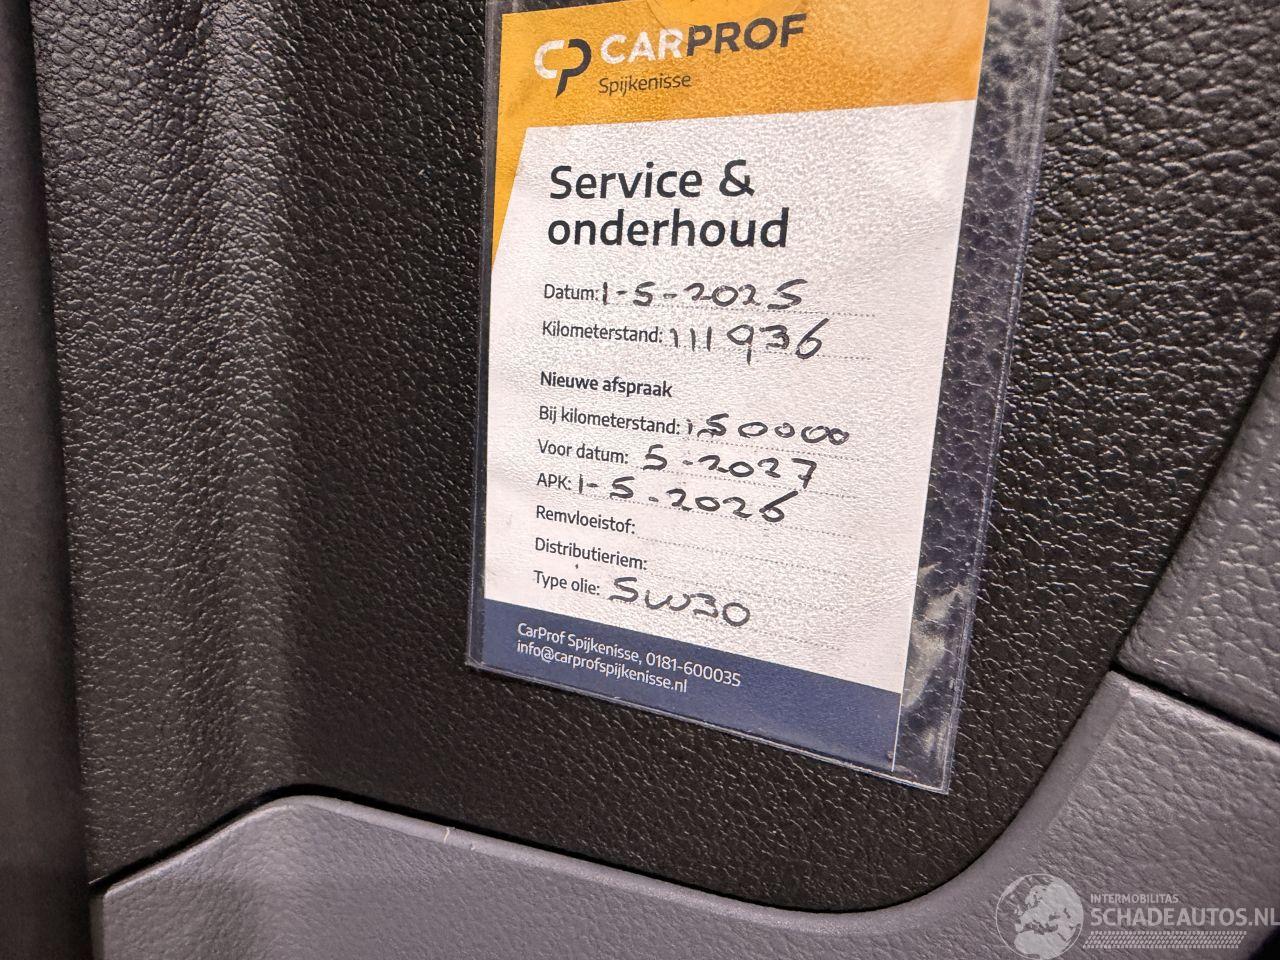 CP CARPROF
Spijkenisse
Service &
onderhoud
Datum: 1-5-2025
Kilometerstand: 111936
Nieuwe afspraak
Bij kilometerstand: 150000
Voor datum: 5-2027
APK: 1-5-2026
Remvloeistof:
Distributieriem:
Type olie: 5W30
CarProf Spijkenisse, 0181-600035
info@carprofspijkenisse.nl
INTERMOBILITAS
SCHADEAUTOS.NL